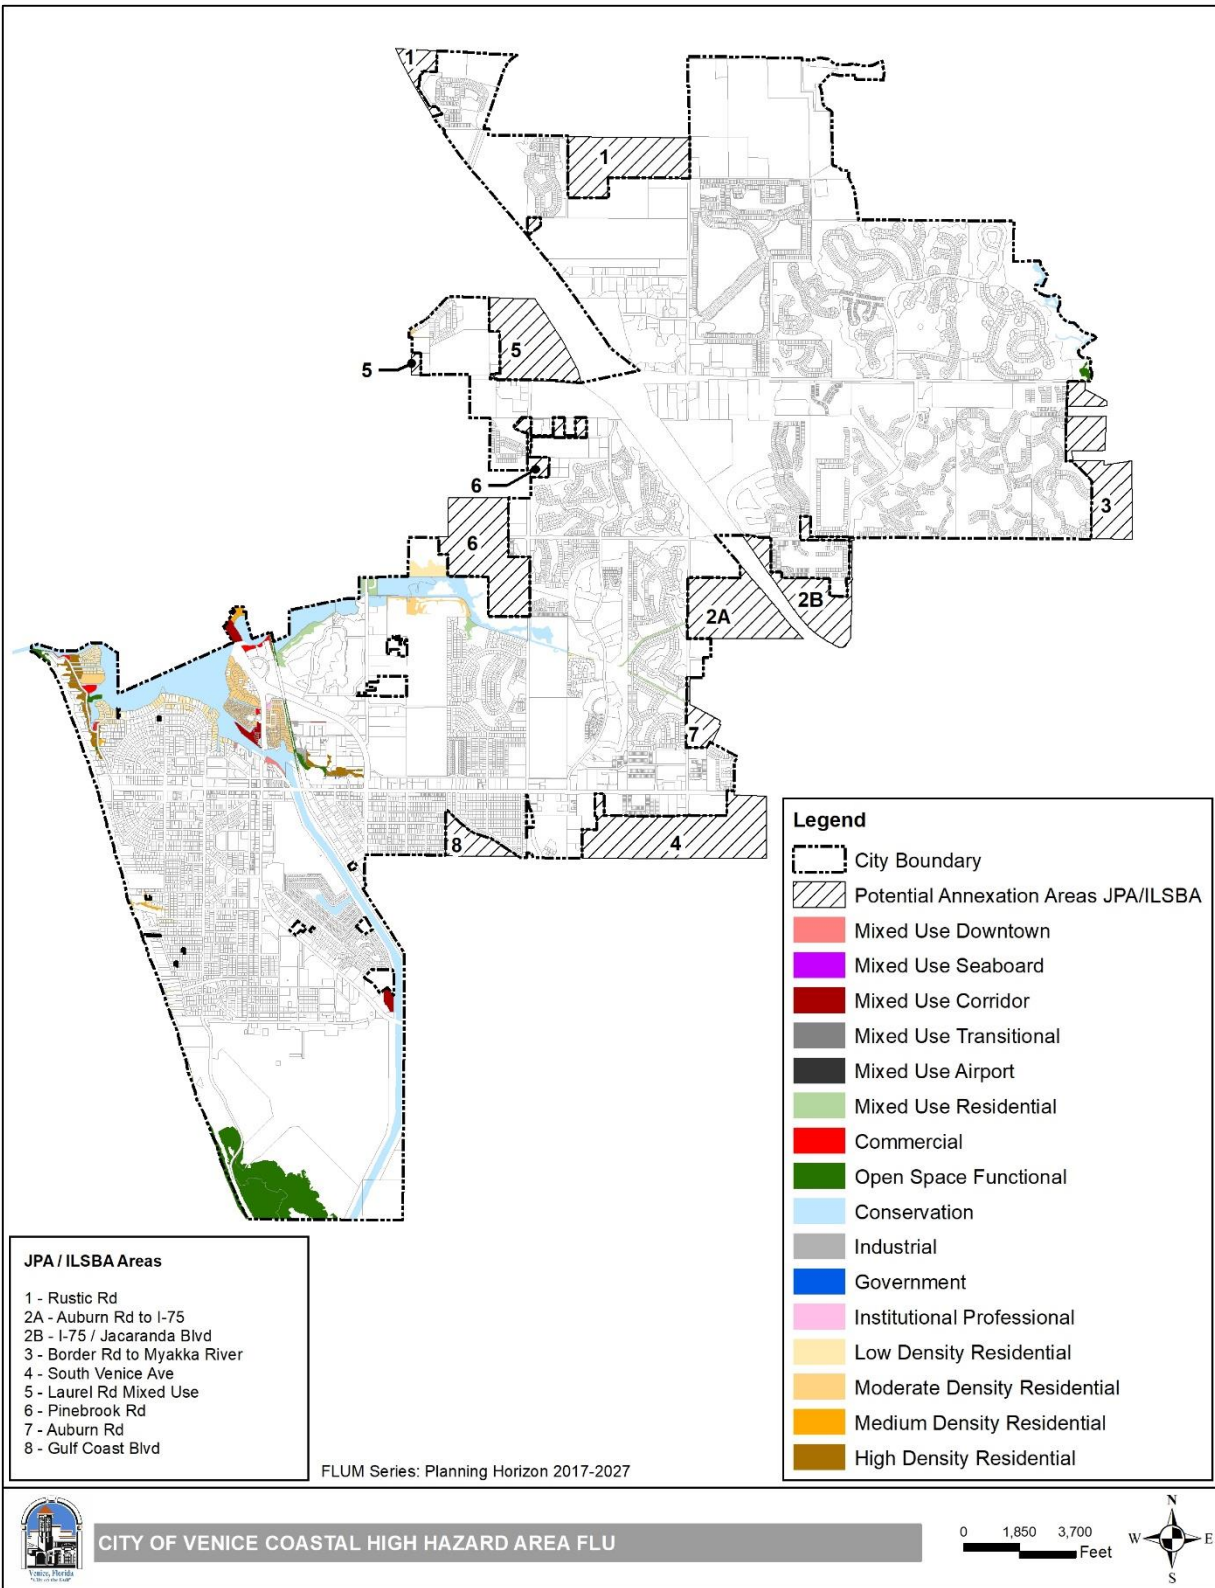 1
1
5
5
6
6
3
2B
2A
7
8
4
Legend
City Boundary
Potential Annexation Areas JPA/ILSBA
Mixed Use Downtown
Mixed Use Seaboard
Mixed Use Corridor
Mixed Use Transitional
Mixed Use Airport
Mixed Use Residential
Commercial
Open Space Functional
Conservation
Industrial
Government
Institutional Professional
Low Density Residential
Moderate Density Residential
Medium Density Residential
High Density Residential
JPA / ILSBA Areas
1 - Rustic Rd
2A - Auburn Rd to I-75
2B - I-75 / Jacaranda Blvd
3 - Border Rd to Myakka River
4 - South Venice Ave
5 - Laurel Rd Mixed Use
6 - Pinebrook Rd
7 - Auburn Rd
8 - Gulf Coast Blvd
FLUM Series: Planning Horizon 2017-2027
Venice, Florida
CITY OF VENICE COASTAL HIGH HAZARD AREA FLU
0 1,850 3,700
Feet
N
W E
S